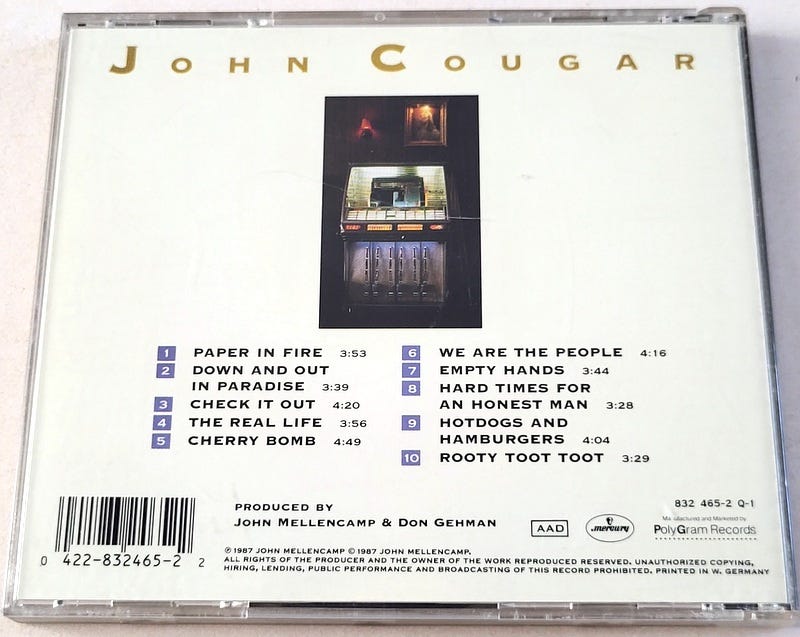 JOHN COUGAR
1 PAPER IN FIRE 3:53
2 DOWN AND OUT
IN PARADISE 3:39
3 CHECK IT OUT 4:20
4 THE REAL LIFE 3:56
5 CHERRY BOMB 4:49
6 WE ARE THE PEOPLE 4:16
7 EMPTY HANDS 3:44
8 HARD TIMES FOR
AN HONEST MAN 3:28
9 HOTDOGS AND
HAMBURGERS 4:04
10 ROOTY TOOT TOOT 3:29
832 465-2 Q-1
PRODUCED BY
JOHN MELLENCAMP & DON GEHMAN
AAD
mercury
Manufactured and Marketed by
PolyGram Records
0 422-832465-2 2
℗ 1987 JOHN MELLENCAMP © 1987 JOHN MELLENCAMP.
ALL RIGHTS OF THE PRODUCER AND THE OWNER OF THE WORK REPRODUCED RESERVED. UNAUTHORIZED COPYING,
HIRING, LENDING, PUBLIC PERFORMANCE AND BROADCASTING OF THIS RECORD PROHIBITED. PRINTED IN W. GERMANY